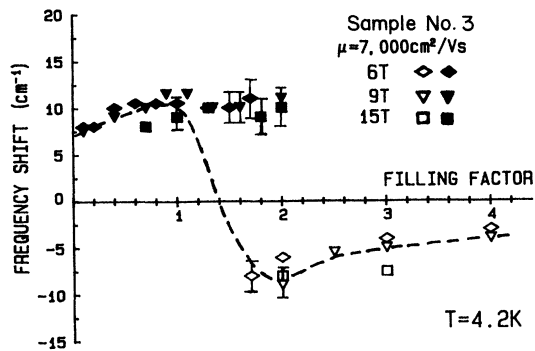 20
Sample No.3
15
μ=7,000cm²/Vs
6T
10
9T
5
15T
FREQUENCY SHIFT (cm⁻¹)
0
FILLING FACTOR
1
2
3
4
-5
-10
T=4.2K
-15